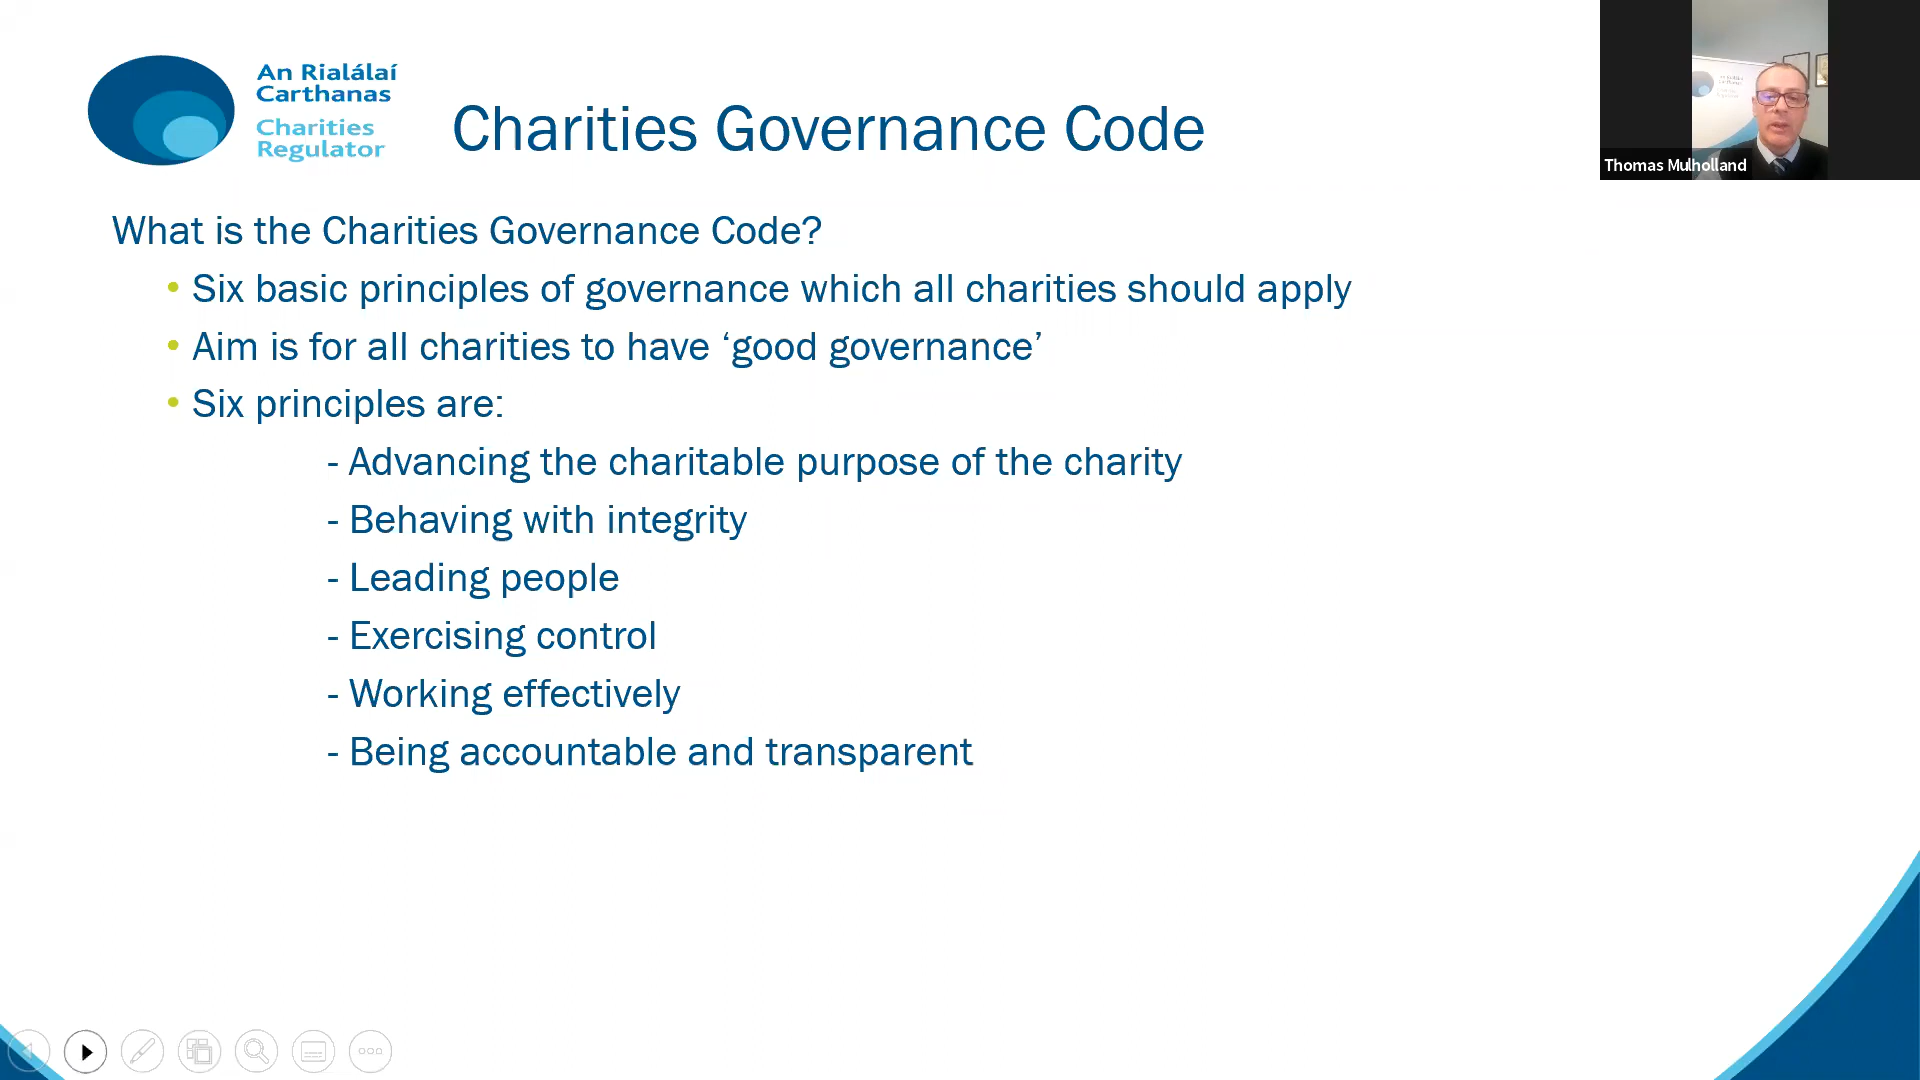 An Rialálaí
Carthanas
Charities
Regulator
Charities Governance Code
Thomas Mulholland
What is the Charities Governance Code?
• Six basic principles of governance which all charities should apply
• Aim is for all charities to have ‘good governance’
• Six principles are:
- Advancing the charitable purpose of the charity
- Behaving with integrity
- Leading people
- Exercising control
- Working effectively
- Being accountable and transparent